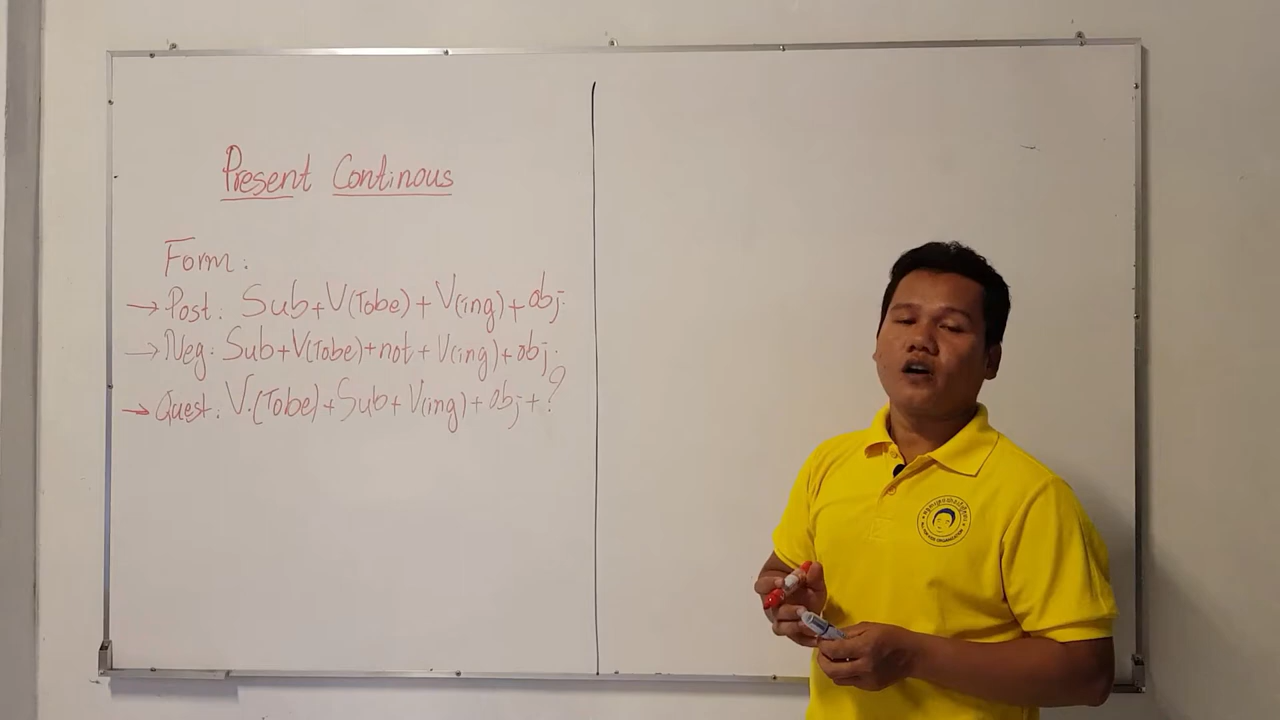 Present Continous
Form:
→ Post: Sub+V(Tobe)+V(ing)+obj.
→ Neg: Sub+V(Tobe)+not+V(ing)+obj.
→ Quest: V.(Tobe)+Sub+V(ing)+obj+?